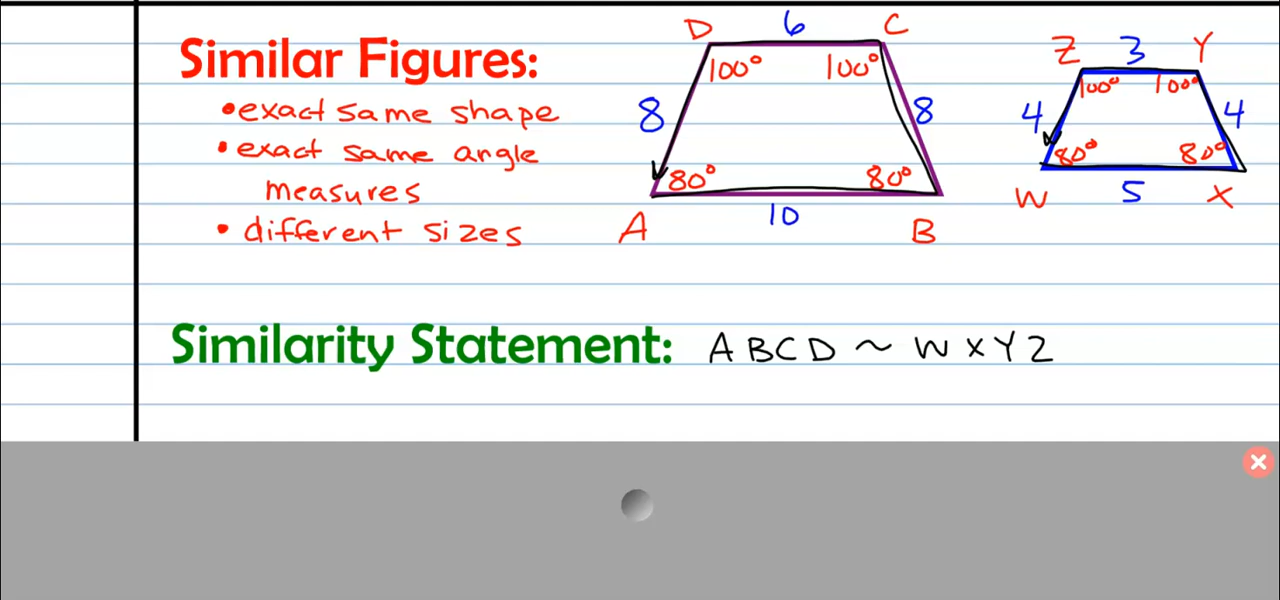 Similar Figures:
• exact same shape
• exact same angle
measures
• different sizes
D 6 C
100° 100°
8 8
80° 80°
A 10 B
Z 3 Y
100° 100°
4 4
80° 80°
W 5 X
Similarity Statement: ABCD ~ WXYZ